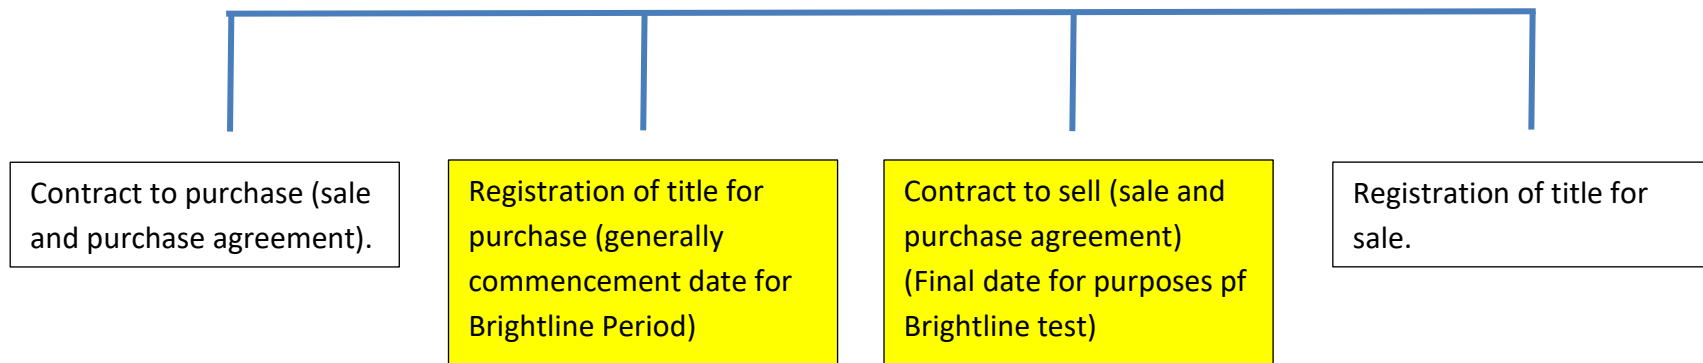 Contract to purchase (sale
and purchase agreement).
Registration of title for
purchase (generally
commencement date for
Brightline Period)
Contract to sell (sale and
purchase agreement)
(Final date for purposes pf
Brightline test)
Registration of title for
sale.